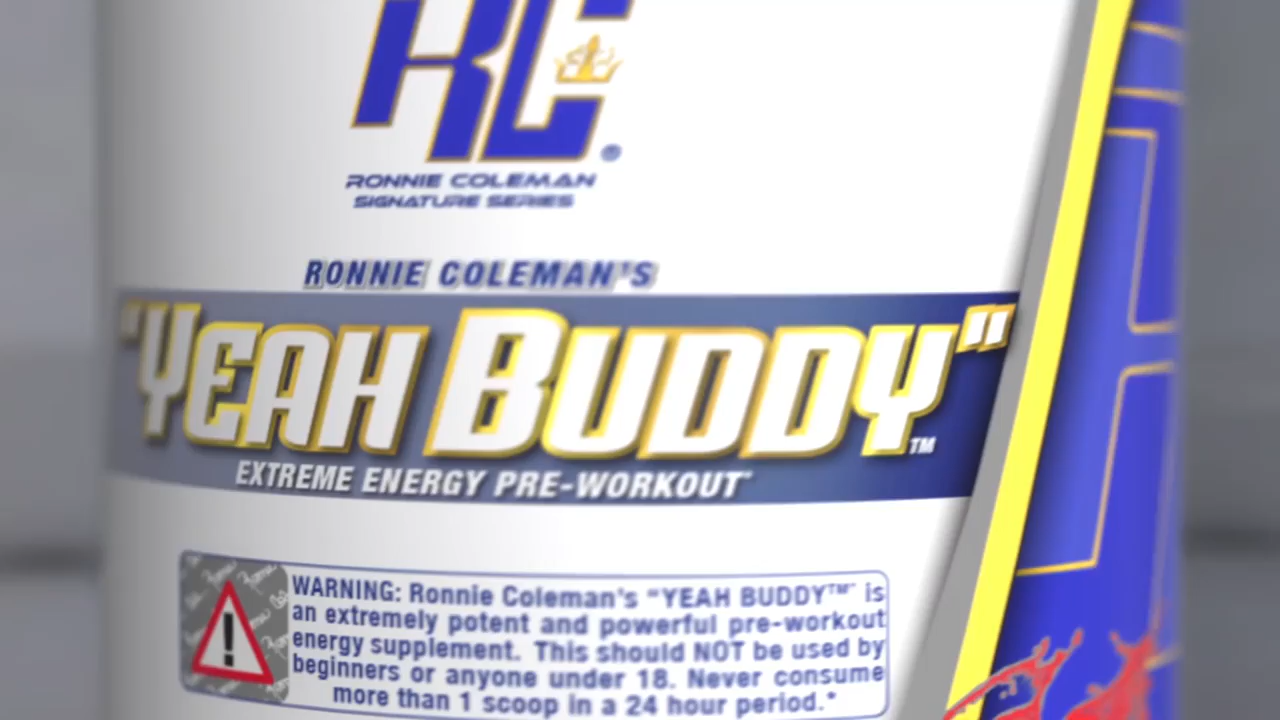 RC®
RONNIE COLEMAN
SIGNATURE SERIES
RONNIE COLEMAN'S
"YEAH BUDDY"™
EXTREME ENERGY PRE-WORKOUT
WARNING: Ronnie Coleman's "YEAH BUDDY™" is
an extremely potent and powerful pre-workout
energy supplement. This should NOT be used by
beginners or anyone under 18. Never consume
more than 1 scoop in a 24 hour period.*